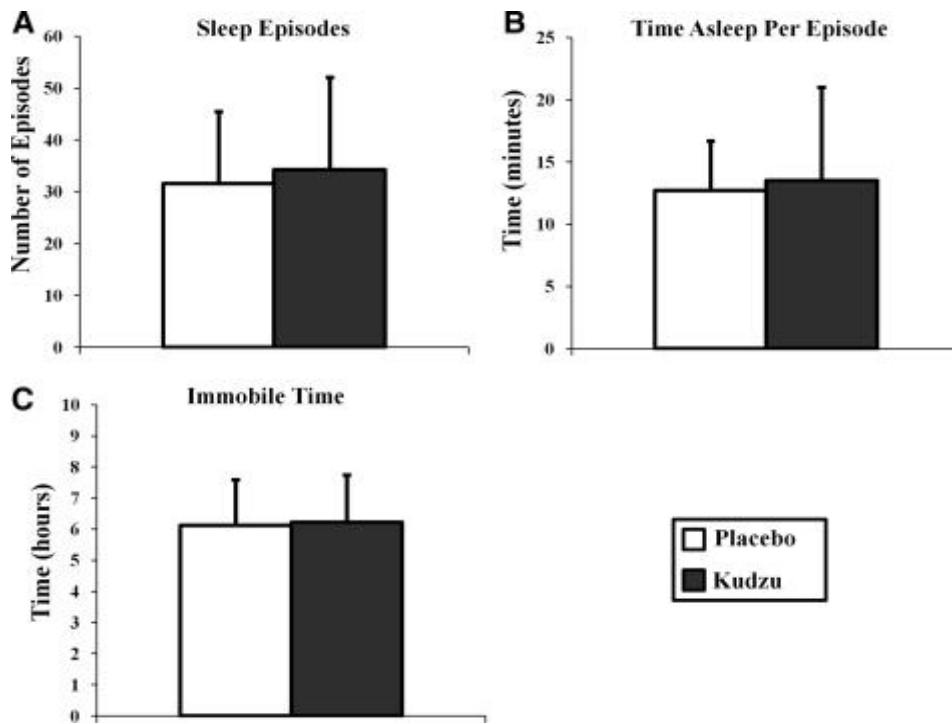 A
Sleep Episodes
Number of Episodes
60
50
40
30
20
10
0
B
Time Asleep Per Episode
Time (minutes)
25
20
15
10
5
0
C
Immobile Time
Time (hours)
10
9
8
7
6
5
4
3
2
1
0
Placebo
Kudzu